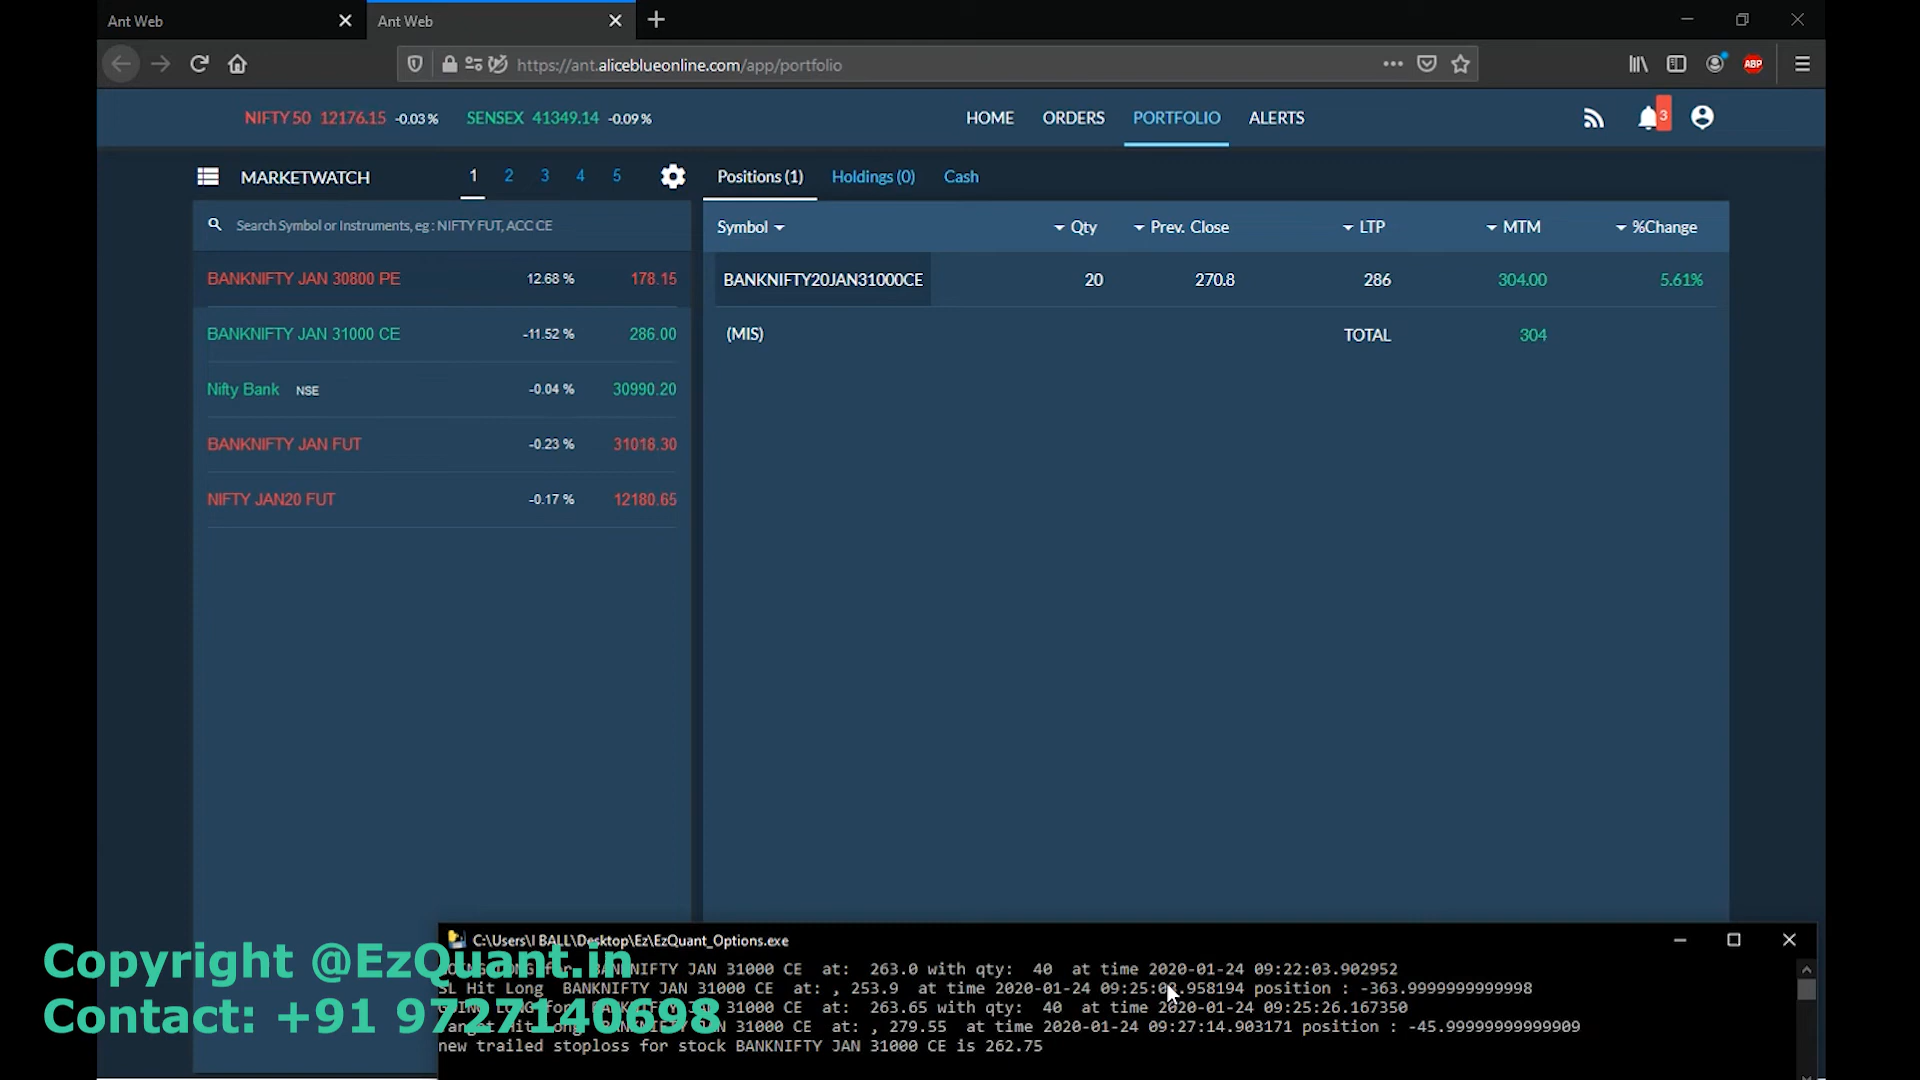 Ant Web
Ant Web
https://ant.aliceblueonline.com/app/portfolio
ABP
NIFTY 50 12176.15 -0.03 %
SENSEX 41349.14 -0.09 %
HOME ORDERS PORTFOLIO ALERTS
3
MARKETWATCH 1 2 3 4 5
Positions (1) Holdings (0) Cash
Search Symbol or Instruments, eg : NIFTY FUT, ACC CE
Symbol Qty Prev. Close LTP MTM %Change
BANKNIFTY JAN 30800 PE 12.68 % 178.15
BANKNIFTY20JAN31000CE 20 270.8 286 304.00 5.61%
BANKNIFTY JAN 31000 CE -11.52 % 286.00
(MIS) TOTAL 304
Nifty Bank NSE -0.04 % 30990.20
BANKNIFTY JAN FUT -0.23 % 31018.30
NIFTY JAN20 FUT -0.17 % 12180.65
C:\Users\I BALL\Desktop\Ez\EzQuant_Options.exe
BANKNIFTY JAN 31000 CE at: 263.0 with qty: 40 at time 2020-01-24 09:22:03.902952
SL Hit Long BANKNIFTY JAN 31000 CE at: , 253.9 at time 2020-01-24 position : -363.9999999999998
31000 CE at: 263.65 with qty: 40 at time 2020-01-24 09:25:26.167350
31000 CE at: , 279.55 at time 2020-01-24 09:27:14.903171 position : -45.99999999999909
new trailed stoploss for stock BANKNIFTY JAN 31000 CE is 262.75
Copyright @EzQuant.in
Contact: +91 9727140698